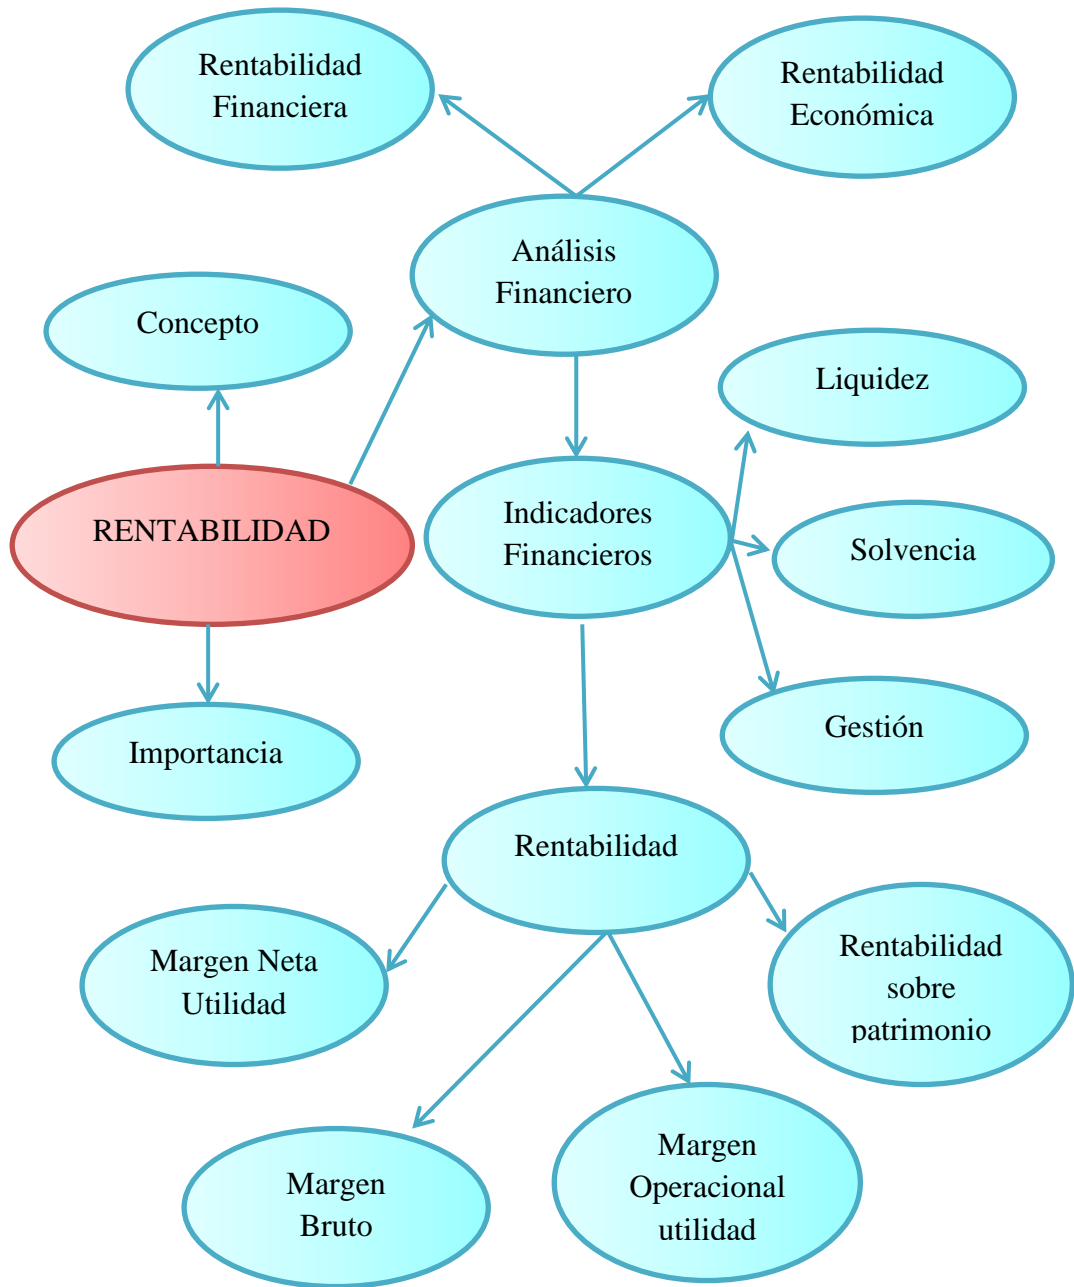 Rentabilidad
Financiera
Rentabilidad
Económica
Análisis
Financiero
Concepto
Liquidez
RENTABILIDAD
Indicadores
Financieros
Solvencia
Importancia
Gestión
Rentabilidad
Margen Neta
Utilidad
Rentabilidad
sobre
patrimonio
Margen
Bruto
Margen
Operacional
utilidad